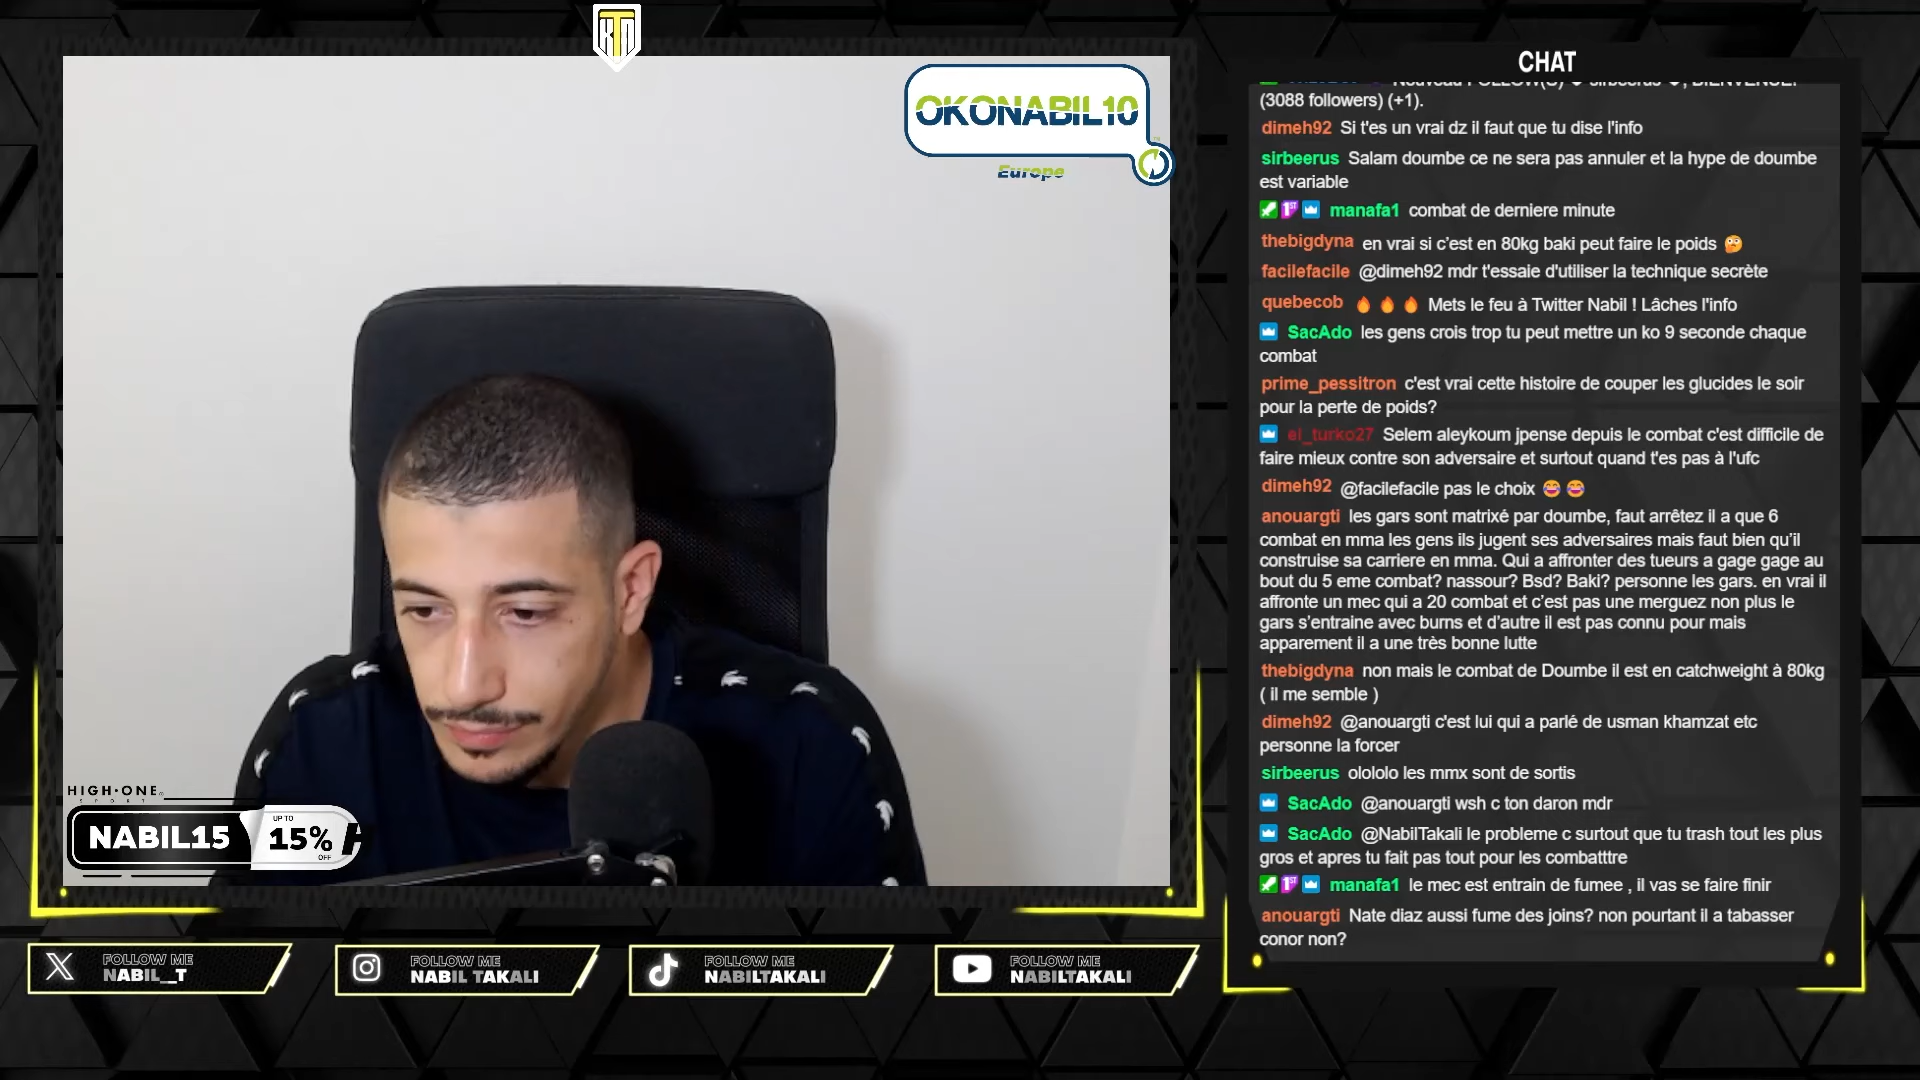 KTN
OKONABIL10
Europe
HIGH·ONE
SPORT
NABIL15
UP TO
15%
OFF
FOLLOW ME
NABIL__T
FOLLOW ME
NABIL TAKALI
FOLLOW ME
NABILTAKALI
FOLLOW ME
NABILTAKALI
CHAT
(3088 followers) (+1).
dimeh92 Si t'es un vrai dz il faut que tu dise l'info
sirbeerus Salam doumbe ce ne sera pas annuler et la hype de doumbe
est variable
manafa1 combat de derniere minute
thebigdyna en vrai si c'est en 80kg baki peut faire le poids 🤔
facilefacile @dimeh92 mdr t'essaie d'utiliser la technique secrète
quebecob 🔥 🔥 🔥 Mets le feu à Twitter Nabil ! Lâches l'info
SacAdo les gens crois trop tu peut mettre un ko 9 seconde chaque
combat
prime_pessitron c'est vrai cette histoire de couper les glucides le soir
pour la perte de poids?
el_turko27 Selem aleykoum jpense depuis le combat c'est difficile de
faire mieux contre son adversaire et surtout quand t'es pas à l'ufc
dimeh92 @facilefacile pas le choix 😂 😂
anouargti les gars sont matrixé par doumbe, faut arrêtez il a que 6
combat en mma les gens ils jugent ses adversaires mais faut bien qu'il
construise sa carriere en mma. Qui a affronter des tueurs a gage gage au
bout du 5 eme combat? nassour? Bsd? Baki? personne les gars. en vrai il
affronte un mec qui a 20 combat et c'est pas une merguez non plus le
gars s'entraine avec burns et d'autre il est pas connu pour mais
apparement il a une très bonne lutte
thebigdyna non mais le combat de Doumbe il est en catchweight à 80kg
( il me semble )
dimeh92 @anouargti c'est lui qui a parlé de usman khamzat etc
personne la forcer
sirbeerus olololo les mmx sont de sortis
SacAdo @anouargti wsh c ton daron mdr
SacAdo @NabilTakali le probleme c surtout que tu trash tout les plus
gros et apres tu fait pas tout pour les combatttre
manafa1 le mec est entrain de fumee , il vas se faire finir
anouargti Nate diaz aussi fume des joins? non pourtant il a tabasser
conor non?